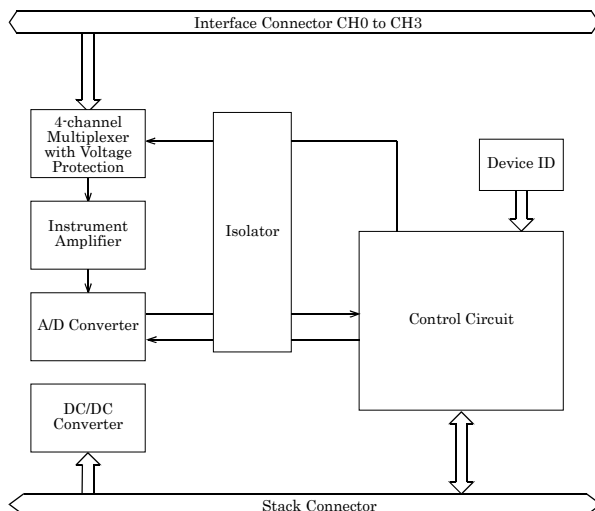 Interface Connector CH0 to CH3
4-channel
Multiplexer
with Voltage
Protection
Device ID
Instrument
Amplifier
Isolator
A/D Converter
Control Circuit
DC/DC
Converter
Stack Connector